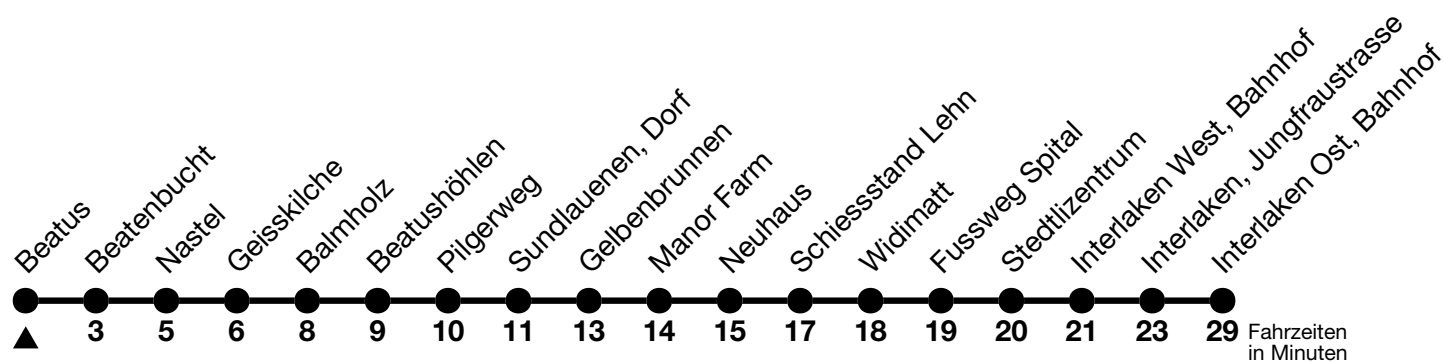 Beatus
Beatenbucht
Nastel
Geisskilche
Balmholz
Beatushöhlen
Pilgerweg
Sundlauenen, Dorf
Gelbenbrunnen
Manor Farm
Neuhaus
Schiessstand Lehn
Widimatt
Fussweg Spital
Stedtlizentrum
Interlaken West, Bahnhof
Interlaken, Jungfraustrasse
Interlaken Ost, Bahnhof
3 5 6 8 9 10 11 13 14 15 17 18 19 20 21 23 29 Fahrzeiten
in Minuten